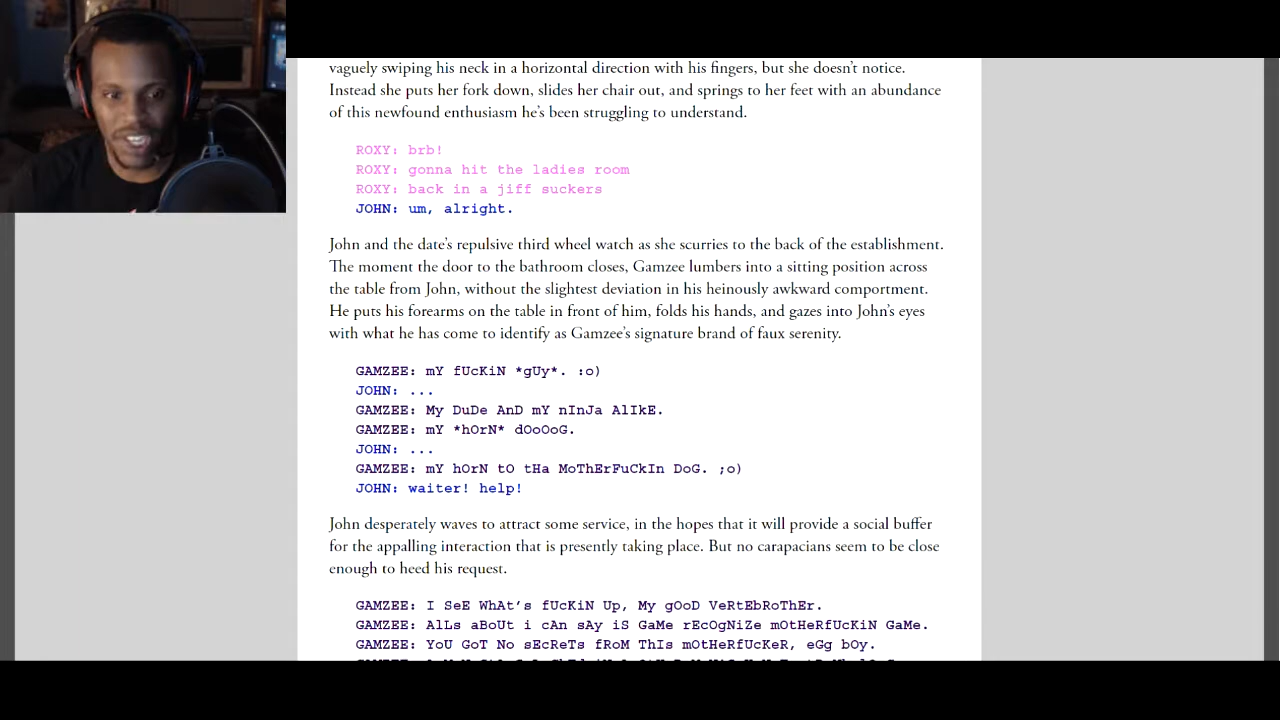 vaguely swiping his neck in a horizontal direction with his fingers, but she doesn't notice.
Instead she puts her fork down, slides her chair out, and springs to her feet with an abundance
of this newfound enthusiasm he's been struggling to understand.
ROXY: brb!
ROXY: gonna hit the ladies room
ROXY: back in a jiff suckers
JOHN: um, alright.
John and the date's repulsive third wheel watch as she scurries to the back of the establishment.
The moment the door to the bathroom closes, Gamzee lumbers into a sitting position across
the table from John, without the slightest deviation in his heinously awkward comportment.
He puts his forearms on the table in front of him, folds his hands, and gazes into John's eyes
with what he has come to identify as Gamzee's signature brand of faux serenity.
GAMZEE: mY fUcKiN *gUy*. :o)
JOHN: ...
GAMZEE: My DuDe AnD mY nInJa AlIkE.
GAMZEE: mY *hOrN* dOoOoG.
JOHN: ...
GAMZEE: mY hOrN tO tHa MoThErFuCkIn DoG. ;o)
JOHN: waiter! help!
John desperately waves to attract some service, in the hopes that it will provide a social buffer
for the appalling interaction that is presently taking place. But no carapacians seem to be close
enough to heed his request.
GAMZEE: I SeE WhAt's fUcKiN Up, My gOoD VeRtEbRoThEr.
GAMZEE: AlLs aBoUt i cAn sAy iS GaMe rEcOgNiZe mOtHeRfUcKiN GaMe.
GAMZEE: YoU GoT No sEcReTs fRoM ThIs mOtHeRfUcKeR, eGg bOy.